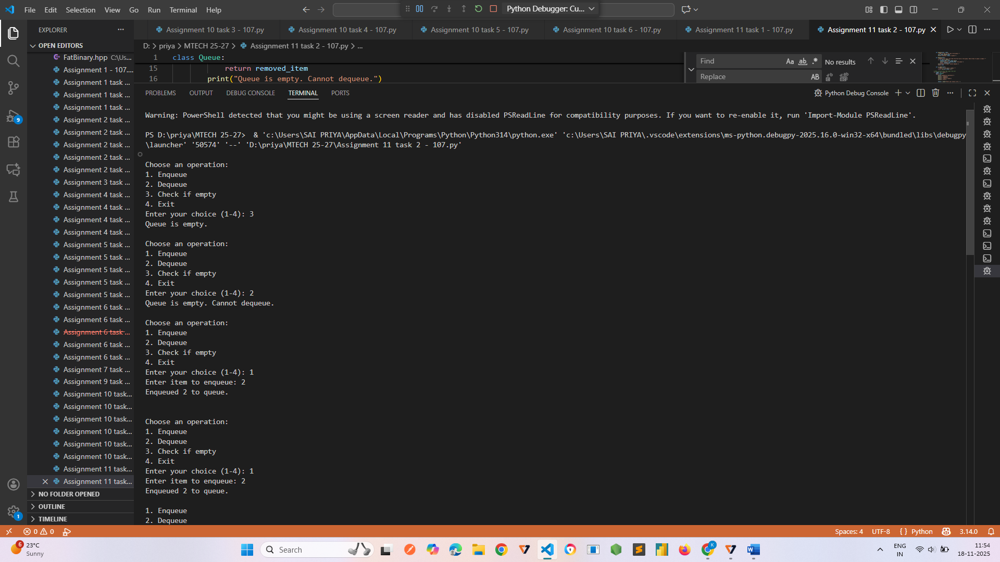 File Edit Selection View Go Run Terminal Help
Python Debugger: Cu...
EXPLORER
Assignment 10 task 3 - 107.py
Assignment 10 task 4 - 107.py
Assignment 10 task 5 - 107.py
Assignment 10 task 6 - 107.py
Assignment 11 task 1 - 107.py
Assignment 11 task 2 - 107.py
OPEN EDITORS
D: > priya > MTECH 25-27 > Assignment 11 task 2 - 107.py > ...
FatBinary.hpp C:\Us...
Assignment 1 - 107....
Assignment 1 task ...
Assignment 1 task ...
Assignment 1 task ...
Assignment 2 task ...
Assignment 2 task ...
Assignment 2 task ...
Assignment 2 task ...
Assignment 2 task ...
Assignment 3 task ...
Assignment 4 task ...
Assignment 4 task ...
Assignment 4 task ...
Assignment 4 task ...
Assignment 5 task ...
Assignment 5 task ...
Assignment 5 task ...
Assignment 5 task ...
Assignment 5 task ...
Assignment 6 task ...
Assignment 6 task ...
Assignment 6 task ...
Assignment 6 task ...
Assignment 6 task ...
Assignment 7 task ...
Assignment 9 task ...
Assignment 10 task...
Assignment 10 task...
Assignment 10 task...
Assignment 10 task...
Assignment 10 task...
Assignment 10 task...
Assignment 11 task...
Assignment 11 task...
NO FOLDER OPENED
OUTLINE
TIMELINE
1 class Queue:
15 return removed_item
16 print("Queue is empty. Cannot dequeue.")
Find Aa ab .* No results
Replace AB
PROBLEMS OUTPUT DEBUG CONSOLE TERMINAL PORTS
Python Debug Console
Warning: PowerShell detected that you might be using a screen reader and has disabled PSReadLine for compatibility purposes. If you want to re-enable it, run 'Import-Module PSReadLine'.
PS D:\priya\MTECH 25-27>  & 'c:\Users\SAI PRIYA\AppData\Local\Programs\Python\Python314\python.exe' 'c:\Users\SAI PRIYA\.vscode\extensions\ms-python.debugpy-2025.16.0-win32-x64\bundled\libs\debugpy
\launcher' '50574' '--' 'D:\priya\MTECH 25-27\Assignment 11 task 2 - 107.py'
Choose an operation:
1. Enqueue
2. Dequeue
3. Check if empty
4. Exit
Enter your choice (1-4): 3
Queue is empty.
Choose an operation:
1. Enqueue
2. Dequeue
3. Check if empty
4. Exit
Enter your choice (1-4): 2
Queue is empty. Cannot dequeue.
Choose an operation:
1. Enqueue
2. Dequeue
3. Check if empty
4. Exit
Enter your choice (1-4): 1
Enter item to enqueue: 2
Enqueued 2 to queue.
Choose an operation:
1. Enqueue
2. Dequeue
3. Check if empty
4. Exit
Enter your choice (1-4): 1
Enter item to enqueue: 2
Enqueued 2 to queue.
1. Enqueue
2. Dequeue
9
1
0 0
Spaces: 4 UTF-8 { } Python 3.14.0
6
23°C
Sunny
Search
K
ENG
IN
11:54
18-11-2025